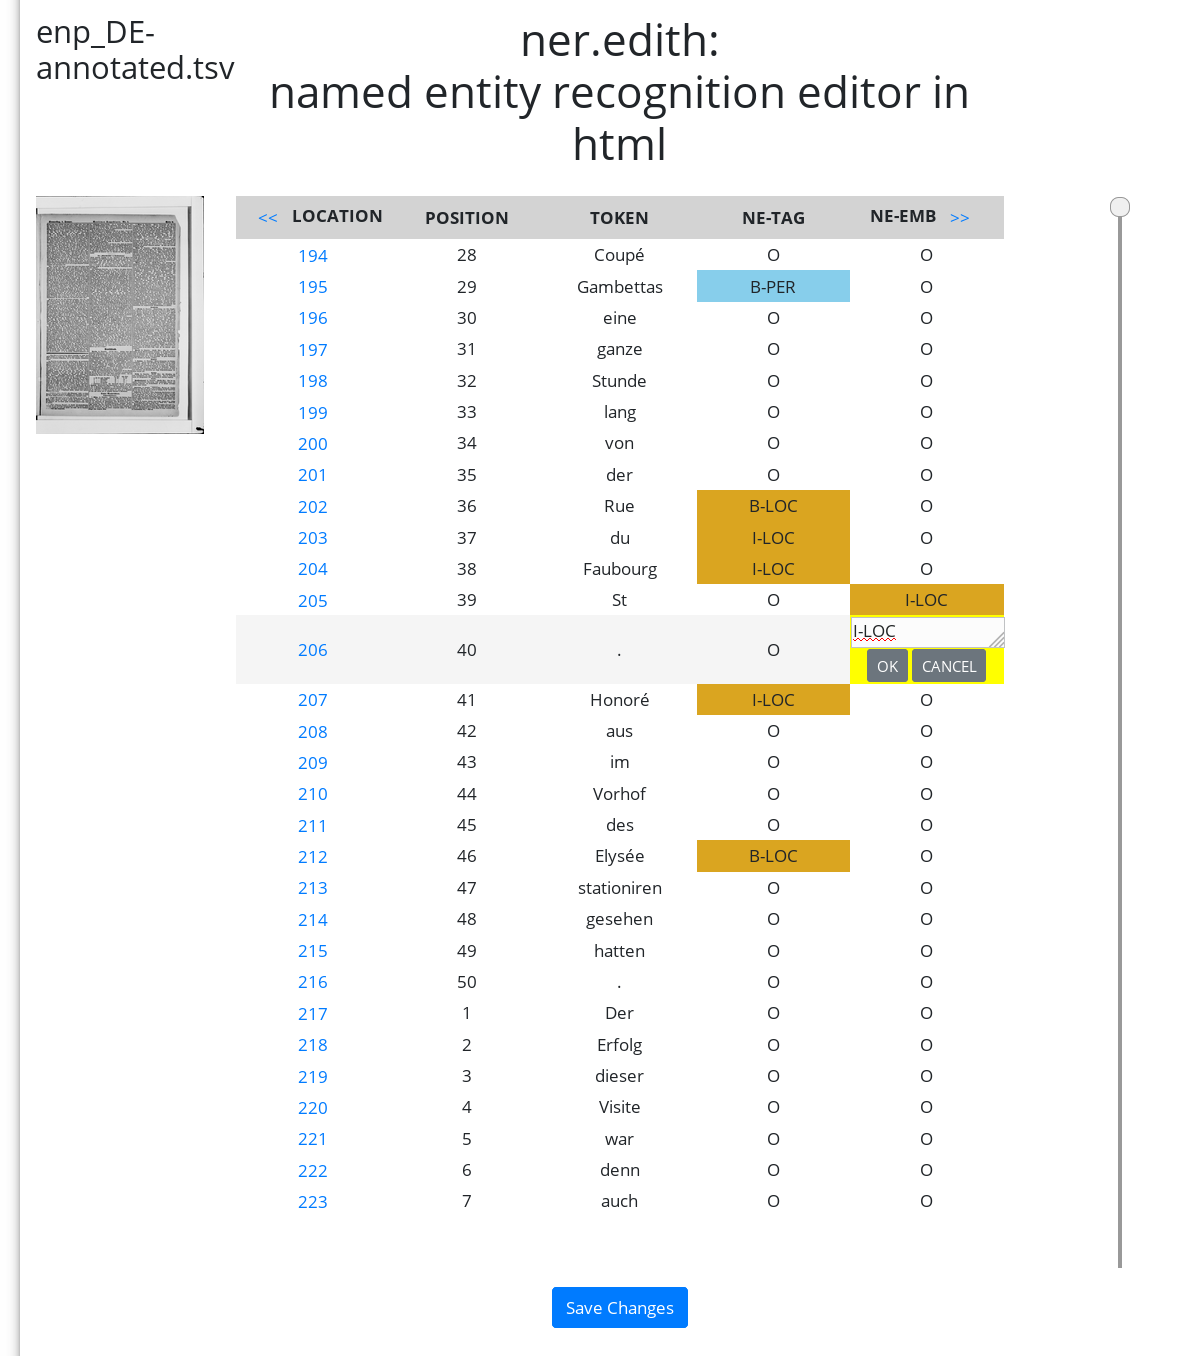 enp_DE-
annotated.tsv
ner.edith:
named entity recognition editor in
html
<< LOCATION POSITION TOKEN NE-TAG NE-EMB >>
194 28 Coupé O O
195 29 Gambettas B-PER O
196 30 eine O O
197 31 ganze O O
198 32 Stunde O O
199 33 lang O O
200 34 von O O
201 35 der O O
202 36 Rue B-LOC O
203 37 du I-LOC O
204 38 Faubourg I-LOC O
205 39 St O I-LOC
206 40 . O I-LOC
OK CANCEL
207 41 Honoré I-LOC O
208 42 aus O O
209 43 im O O
210 44 Vorhof O O
211 45 des O O
212 46 Elysée B-LOC O
213 47 stationiren O O
214 48 gesehen O O
215 49 hatten O O
216 50 . O O
217 1 Der O O
218 2 Erfolg O O
219 3 dieser O O
220 4 Visite O O
221 5 war O O
222 6 denn O O
223 7 auch O O
Save Changes